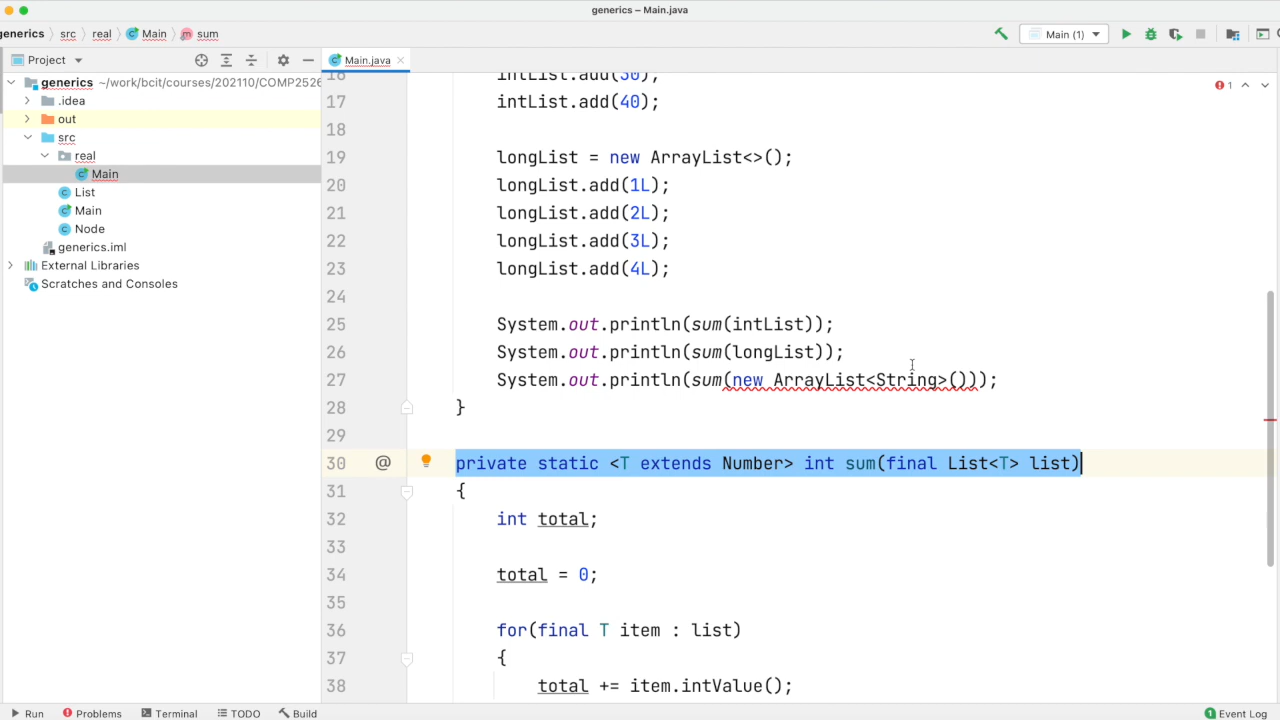 generics – Main.java
generics src real Main sum
Main (1)
Project
Main.java
generics ~/work/bcit/courses/202110/COMP2526
.idea
out
src
real
Main
List
Main
Node
generics.iml
External Libraries
Scratches and Consoles
1
16 intList.add(30);
17 intList.add(40);
18
19 longList = new ArrayList<>();
20 longList.add(1L);
21 longList.add(2L);
22 longList.add(3L);
23 longList.add(4L);
24
25 System.out.println(sum(intList));
26 System.out.println(sum(longList));
27 System.out.println(sum(new ArrayList<String>()));
28 }
29
30 @ private static <T extends Number> int sum(final List<T> list)
31 {
32 int total;
33
34 total = 0;
35
36 for(final T item : list)
37 {
38 total += item.intValue();
Run Problems Terminal TODO Build 1 Event Log